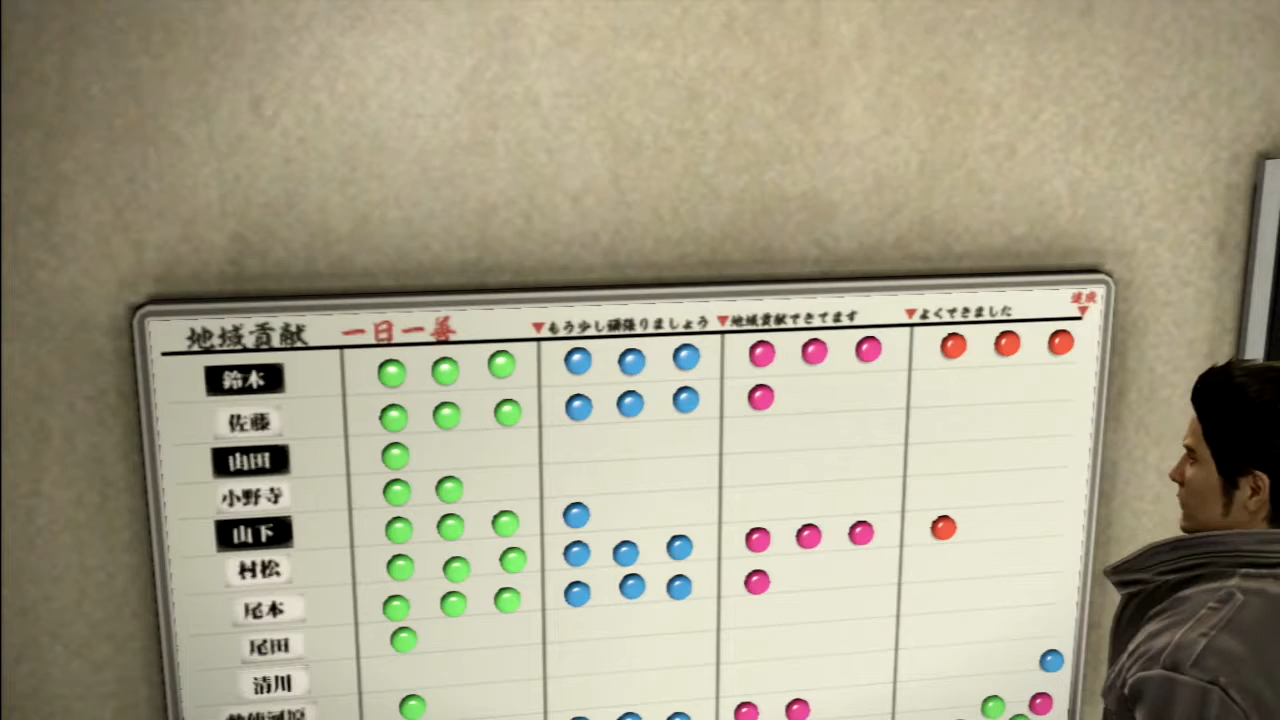 地域貢献 一日一善 ▼もう少し頑張りましょう ▼地域貢献できてます ▼よくできました 達成▼
鈴木
佐藤
山田
小野寺
山下
村松
尾本
尾田
清川